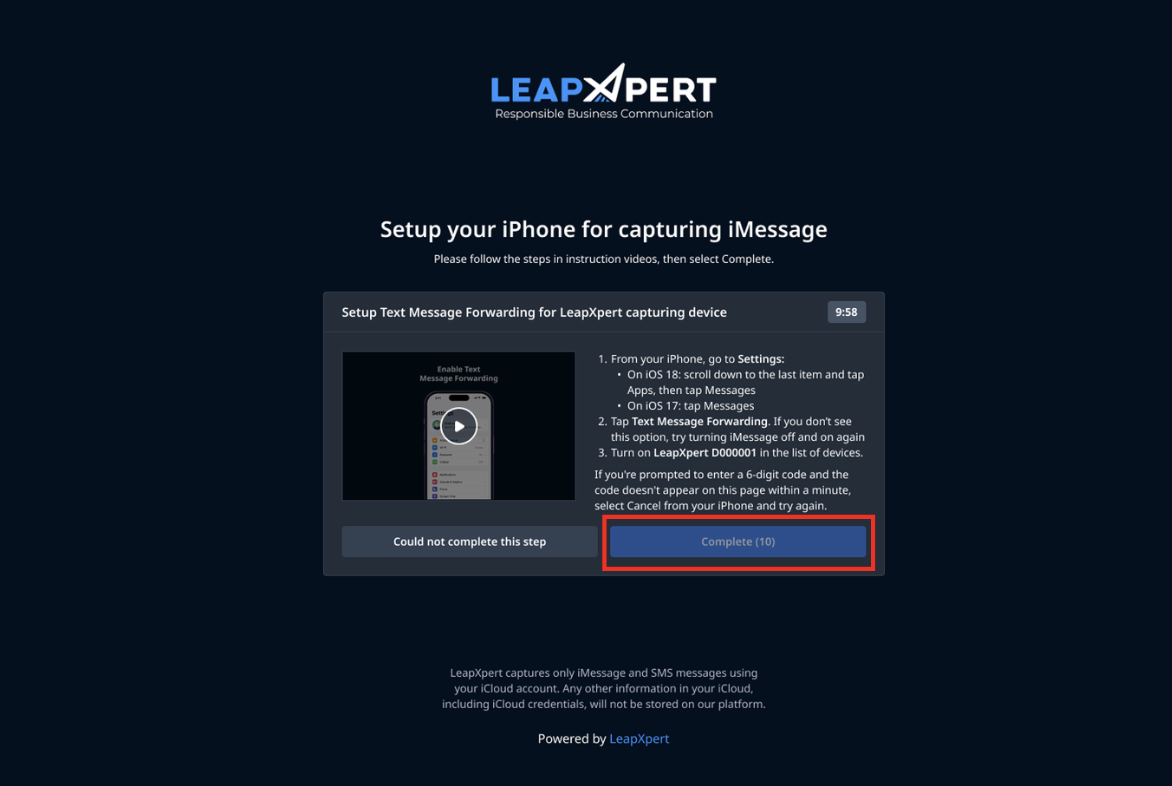 LEAPXPERT
Responsible Business Communication
Setup your iPhone for capturing iMessage
Please follow the steps in instruction videos, then select Complete.
Setup Text Message Forwarding for LeapXpert capturing device
9:58
Enable Text
Message Forwarding
Settings
1. From your iPhone, go to Settings:
• On iOS 18: scroll down to the last item and tap
Apps, then tap Messages
• On iOS 17: tap Messages
2. Tap Text Message Forwarding. If you don't see
this option, try turning iMessage off and on again
3. Turn on LeapXpert D000001 in the list of devices.
If you're prompted to enter a 6-digit code and the
code doesn't appear on this page within a minute,
select Cancel from your iPhone and try again.
Could not complete this step
Complete (10)
LeapXpert captures only iMessage and SMS messages using
your iCloud account. Any other information in your iCloud,
including iCloud credentials, will not be stored on our platform.
Powered by LeapXpert